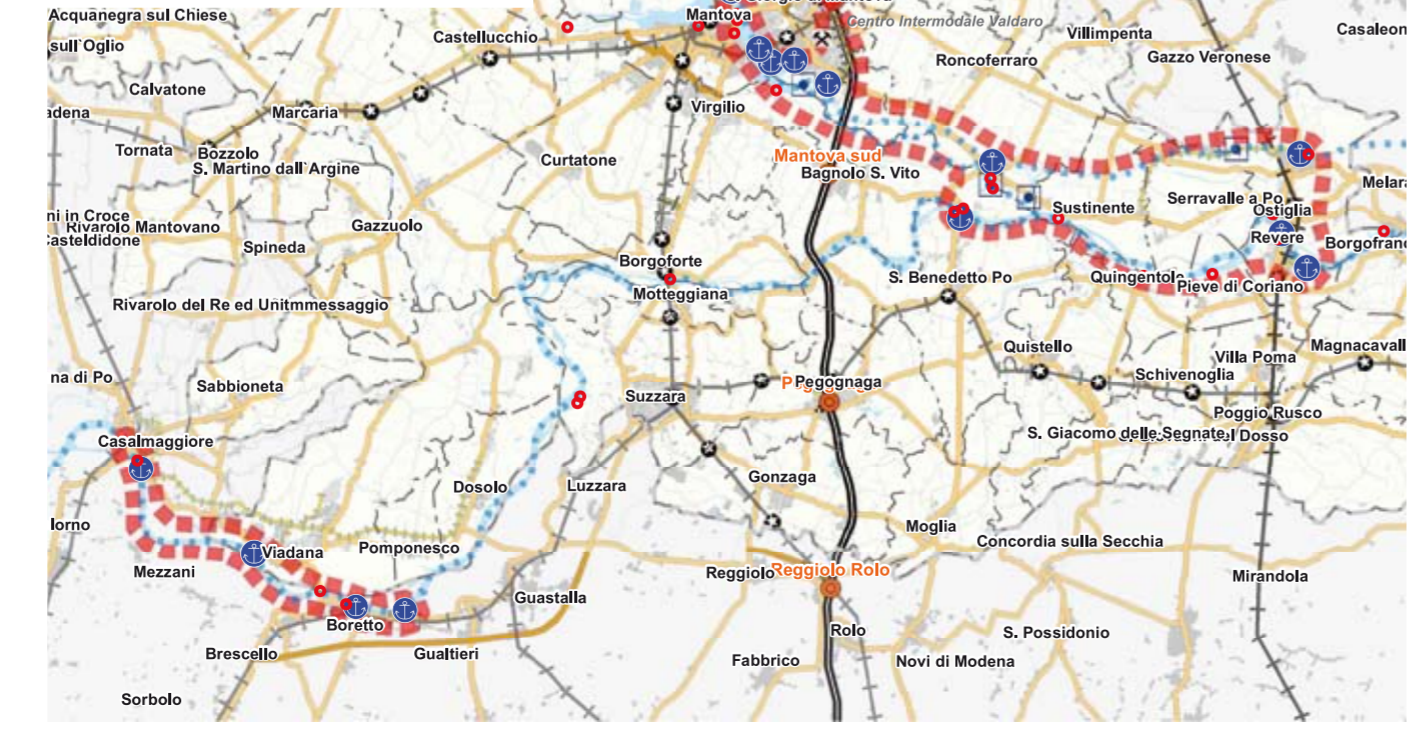 Acquanegra sul Chiese
Mantova
Centro Intermodale Valdaro
Castellucchio
Villimpenta
Casaleon
sull'Oglio
Roncoferraro
Gazzo Veronese
Calvatone
Marcaria
Virgilio
adena
Tornata
Bozzolo
Curtatone
Mantova sud
S. Martino dall'Argine
Bagnolo S. Vito
Melara
Serravalle a Po
Sustinente
Ostiglia
ni in Croce
Rivarolo Mantovano
Gazzuolo
Casteldidone
Spineda
Revere
Borgofranc
Borgoforte
S. Benedetto Po
Quingentole
Pieve di Coriano
Motteggiana
Rivarolo del Re ed Unitmmessaggio
Quistello
Magnacavall
Villa Poma
na di Po
Sabbioneta
Schivenoglia
Pegognaga
Suzzara
Poggio Rusco
Casalmaggiore
S. Giacomo delle Segnate
el Dosso
Gonzaga
Dosolo
Luzzara
lorno
Moglia
Concordia sulla Secchia
Viadana
Pomponesco
Mezzani
Reggiolo
Reggiolo Rolo
Mirandola
Guastalla
Boretto
Rolo
S. Possidonio
Brescello
Gualtieri
Fabbrico
Novi di Modena
Sorbolo